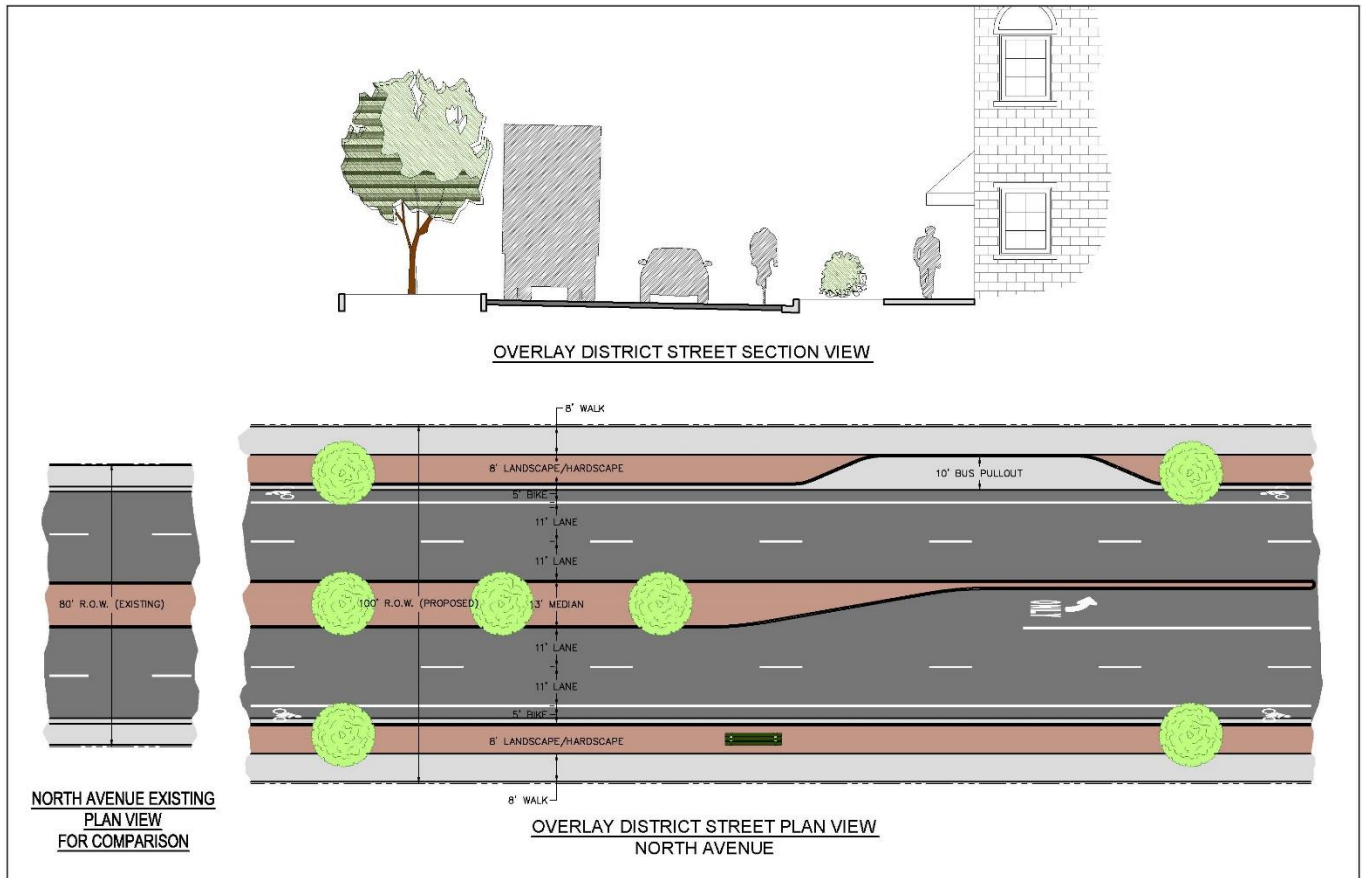 OVERLAY DISTRICT STREET SECTION VIEW
8' WALK
8' LANDSCAPE/HARDSCAPE
10' BUS PULLOUT
5' BIKE
11' LANE
11' LANE
80' R.O.W. (EXISTING)
100' R.O.W. (PROPOSED)
13' MEDIAN
ONLY
11' LANE
11' LANE
5' BIKE
8' LANDSCAPE/HARDSCAPE
8' WALK
NORTH AVENUE EXISTING
PLAN VIEW
FOR COMPARISON
OVERLAY DISTRICT STREET PLAN VIEW
NORTH AVENUE